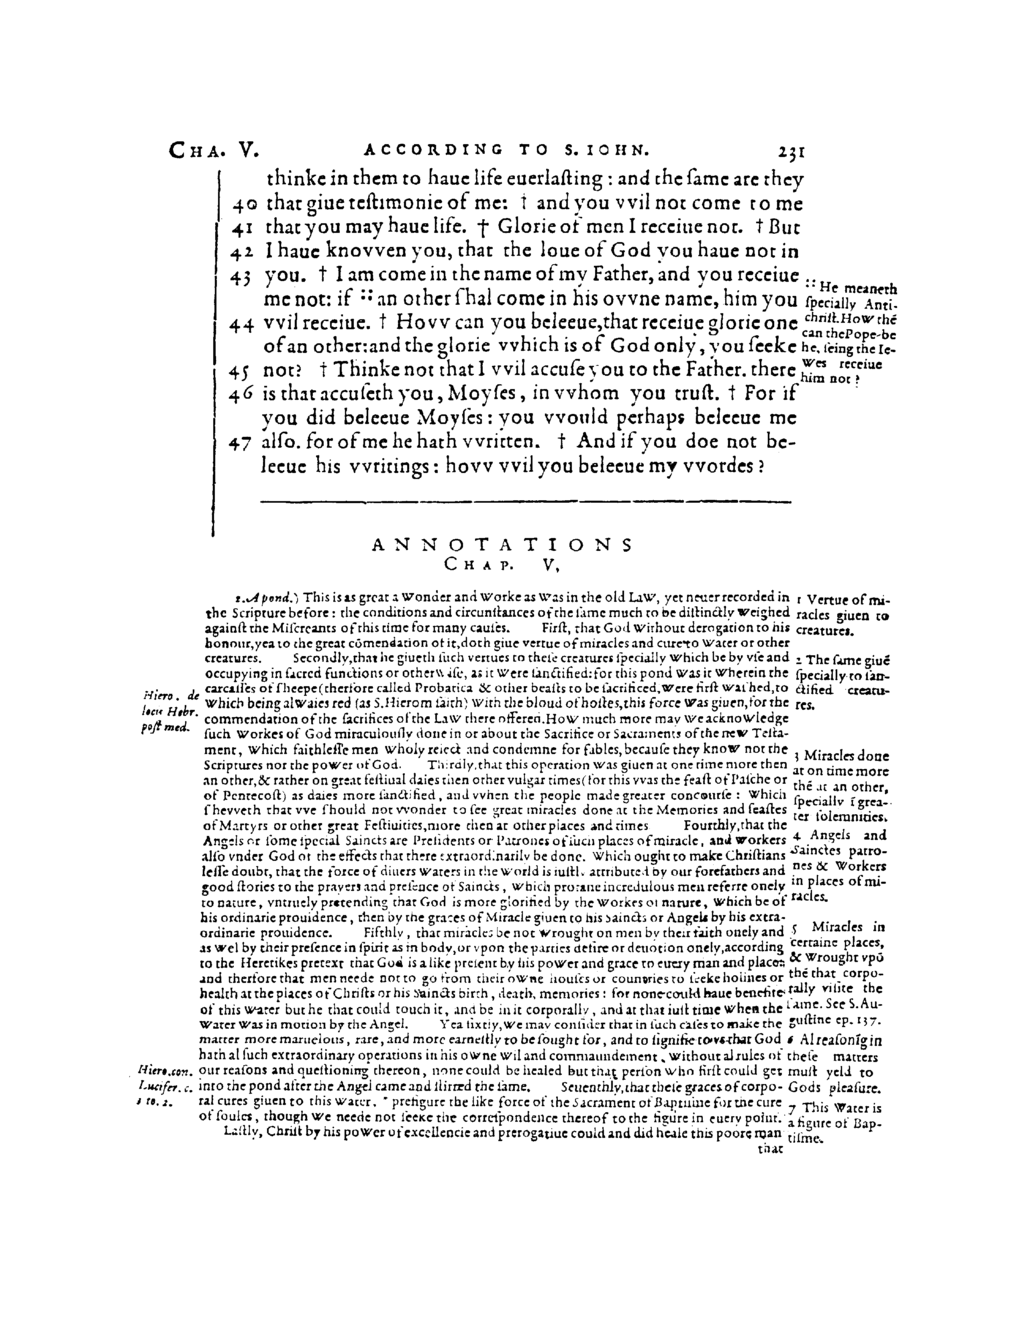 CHA. V. ACCORDING TO S. IOHN. 231
thinke in them to haue life euerlaſting : and the ſame are they
40 that giue teſtimonie of me: † and you vvil not come to me
41 that you may haue life. † Glorie of men I receiue not. † But
42 I haue knovven you, that the loue of God you haue not in
43 you. † I am come in the name of my Father, and you receiue
me not: if ∷ an other ſhal come in his ovvne name, him you
44 vvil receiue. † Hovv can you beleeue, that receiue glorie one
of an other: and the glorie vvhich is of God only, you ſeeke
45 not? † Thinke not that I vvil accuſe you to the Father. there
46 is that accuſeth you, Moyſes, in vvhom you truſt. † For if
you did beleeue Moyſes: you vvould perhaps beleeue me
47 alſo. for of me he hath vvritten. † And if you doe not be-
leeue his vvritings: hovv vvil you beleeue my vvordes?
∷ He meaneth
ſpecially Anti-
chriſt. How thē
can the Pope be
he, ſeing the Ie-
wes receiue
him not?
ANNOTATIONS
CHAP. V,
2. A pond.) This is as great a Wonder and Worke as Was in the old Law, yet neuer recorded in
the Scripture before: the conditions and circunſtances of the ſame much to be diſtinctly weighed
againſt the Miſcreants of this time for many cauſes. Firſt, that God Without derogation to his
honour, yea to the great cōmendation of it, doth giue vertue of miracles and cure to Water or other
creatures. Secondly, that he giueth ſuch vertues to theſe creatures ſpecially Which be by vſe and
occupying in ſacred functions or otherwiſe, as it Were ſanctified: for this pond Was it Wherein the
carcaſſes of ſheepe (therfore called Probatica & other beaſts to be ſacrificed, Were firſt waſhed, to
Which being alwaies red (as S. Hierom ſaith) With the bloud of hoſtes, this force Was giuen, for the
commendation of the ſacrifices of the Law there offered. How much more may We acknowledge
ſuch Workes of God miraculouſly done in or about the Sacrifice or Sacraments of the new Teſta-
ment, Which faithleſſe men Wholy reiect and condemne for fables, becauſe they know not the
Scriptures nor the power of God. Thirdly, that this operation Was giuen at one time more then
an other, & rather on great feſtiual daies then other vulgar times (for this vvas the feaſt of Paſche or
of Pentecoſt) as daies more ſanctified, and vvhen the people made greater concourſe: Which
ſhevveth that vve ſhould not vvonder to ſee great miracles done at the Memories and feaſtes
of Martyrs or other great Feſtiuities, more then at other places and times Fourthly, that the
Angels or ſome ſpecial Saincts are Preſidents or Patrones of ſuch places of miracle, and Workers
alſo vnder God of the effects that there extraordinarily be done. Which ought to make Chriſtians
leſſe doubt, that the force of diuers Waters in the World is iuſtly attributed by our forefathers and
good ſtories to the prayers and preſence of Saincts, Which profane incredulous men referre onely
to nature, vntruely pretending that God is more glorified by the Workes of nature, Which be of
his ordinarie prouidence, then by the graces of Miracle giuen to his Saincts or Angels by his extra-
ordinarie prouidence. Fifthly, that miracles be not Wrought on men by their faith onely and
as Wel by their preſence in ſpirit as in body, or vpon the parties deſire or deuotion onely, according
to the Heretikes pretext that God is a like preſent by his power and grace to euery man and place:
and therfore that men neede not to go from their owne houſes or countries to ſeeke holines or
health at the places of Chriſts or his Saincts birth, death, memories: for none could haue benefite
of this Water but he that could touch it, and be in it corporally, and at that iuſt time When the
Water Was in motion by the Angel. Yea ſixtly, We may conſider that in ſuch caſes to make the
matter more marueious, rare, and more earneſtly to be ſought for, and to ſignifie to vs that God
hath al ſuch extraordinary operations in his owne Wil and commaundement, Without al rules of
our reaſons and queſtioning thereon, none could be healed but that perſon Who firſt could get
into the pond after the Angel came and ſtirred the ſame. Seuenthly, that theſe graces of corpo-
ral cures giuen to this Water, " prefigure the like force of the Sacrament of Baptiſme for the cure
of ſoules, though We neede not ſeeke the correſpondence thereof to the figure in euery point.
Laſtly, Chriſt by his power of excellencie and prerogatiue could and did heale this poore man
that
Hiero. de
locis Hebr.
poſt med.
Hiero. con.
Lucifer. c.
2 to. 2.
1 Vertue of mi-
racles giuen to
creatures.
2 The ſame giuē
ſpecially to ſan-
ctified creatu-
res.
3 Miracles done
at on time more
thē at an other,
ſpecially ī grea-
ter ſolemnities.
4 Angels and
Sainctes patro-
nes & Workers
in places of mi-
racles.
5 Miracles in
certaine places,
& Wrought vpō
thē that corpo-
rally viſite the
ſame. See S. Au-
guſtine ep. 137.
6 Al reaſonīg in
theſe matters
muſt yeld to
Gods pleaſure.
7 This Water is
a figure of Bap-
tiſme.